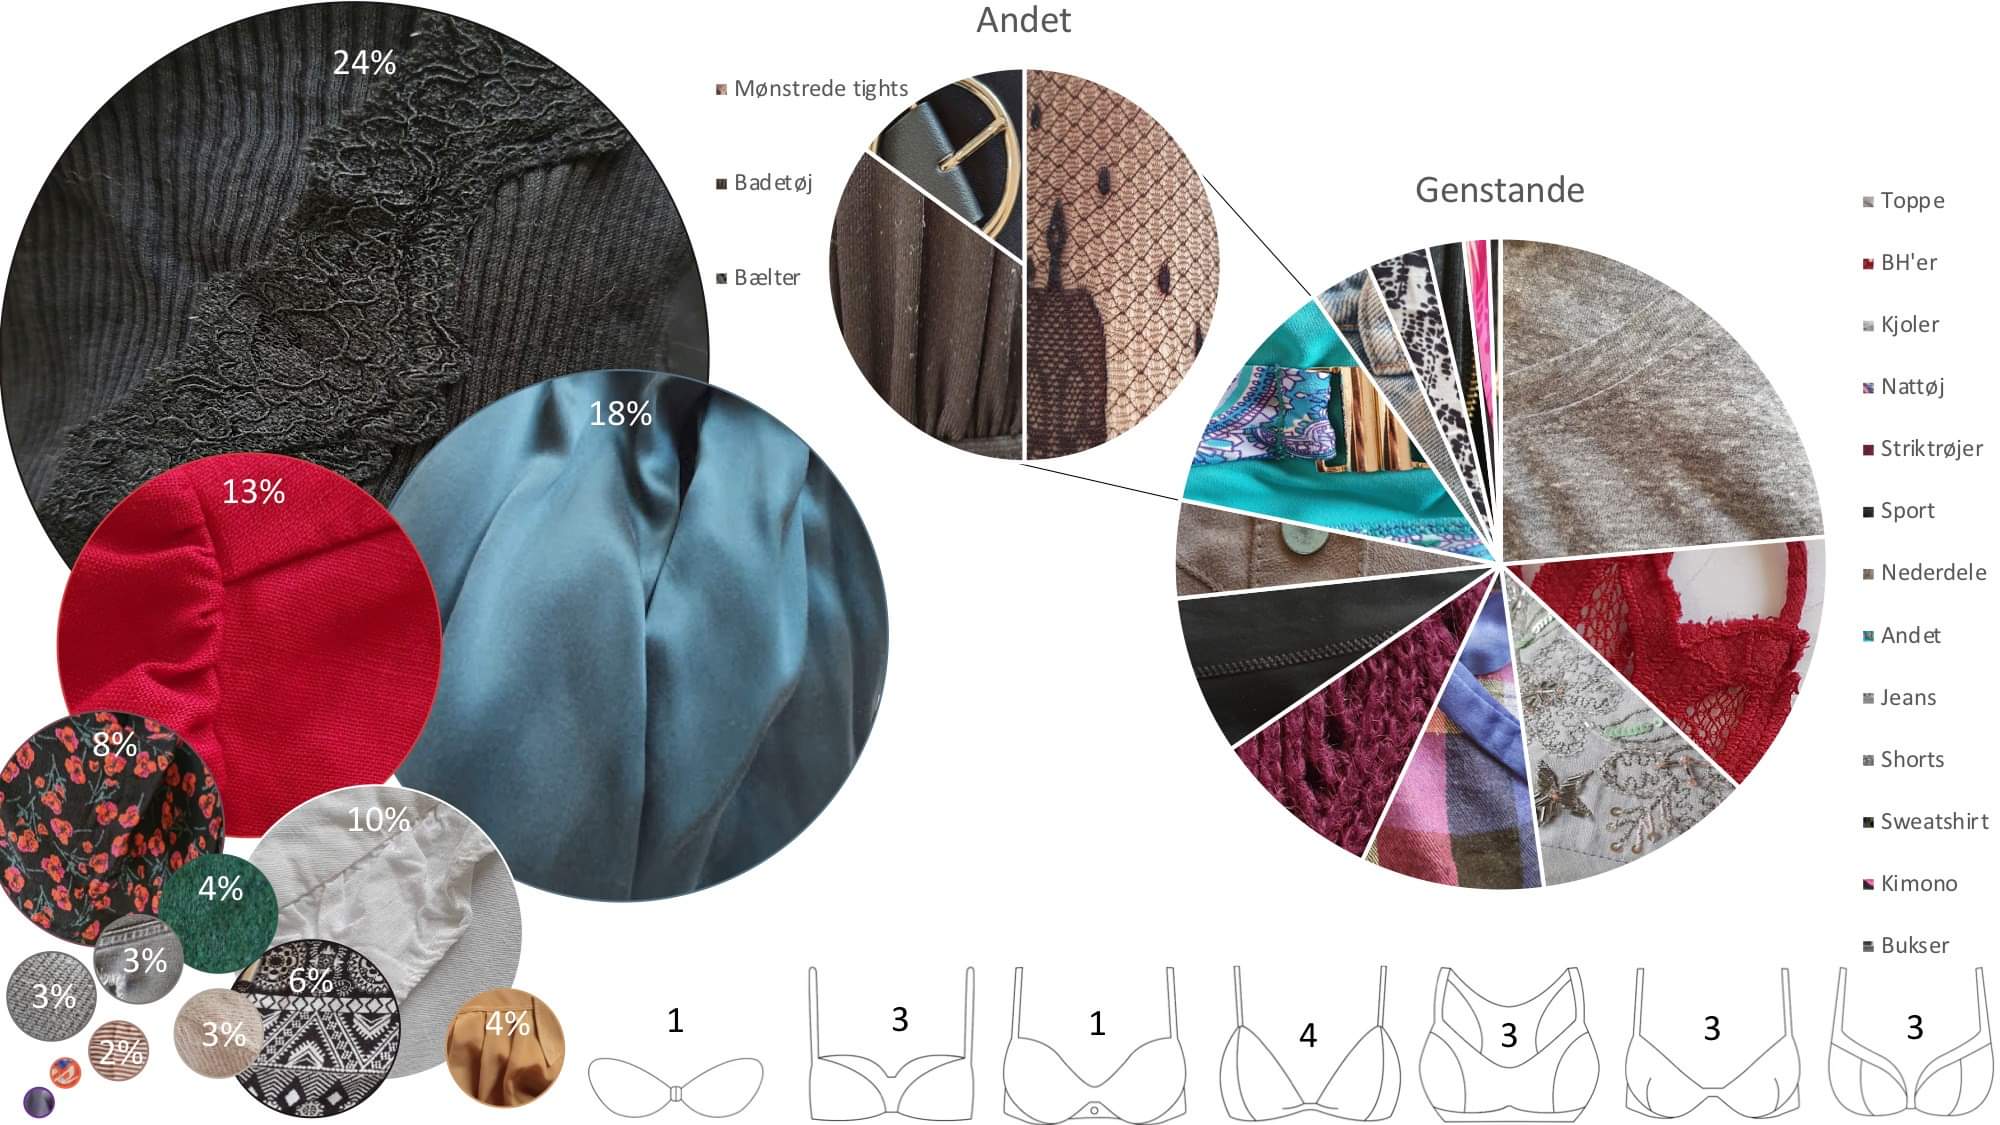 24%
18%
13%
8%
10%
4%
3%
6%
3%
3%
4%
2%
Andet
Mønstrede tights
Badetøj
Bælter
Genstande
Toppe
BH'er
Kjoler
Nattøj
Striktrøjer
Sport
Nederdele
Andet
Jeans
Shorts
Sweatshirt
Kimono
Bukser
1
3
1
4
3
3
3